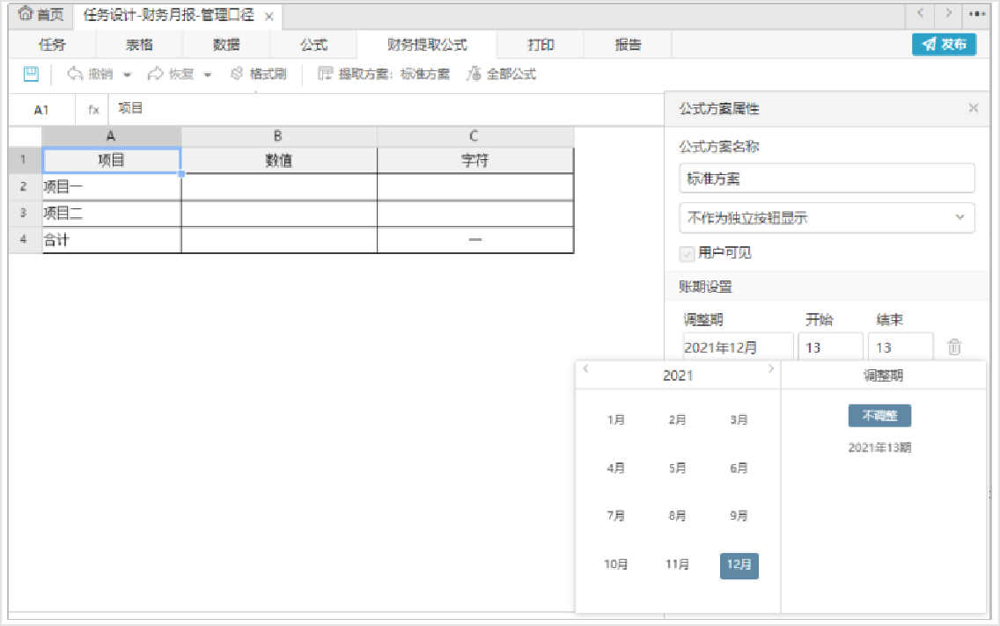 首页 任务设计-财务月报-管理口径 ×
任务 表格 数据 公式 财务提取公式 打印 报告 发布
撤销 恢复 格式刷 提取方案：标准方案 全部公式
A1 fx 项目
公式方案属性 ×
公式方案名称
标准方案
不作为独立按钮显示
用户可见
账期设置
调整期 开始 结束
2021年12月 13 13
A B C
1 项目 数值 字符
2 项目一
3 项目二
4 合计 —
2021 调整期
1月 2月 3月 不调整
2021年13期
4月 5月 6月
7月 8月 9月
10月 11月 12月